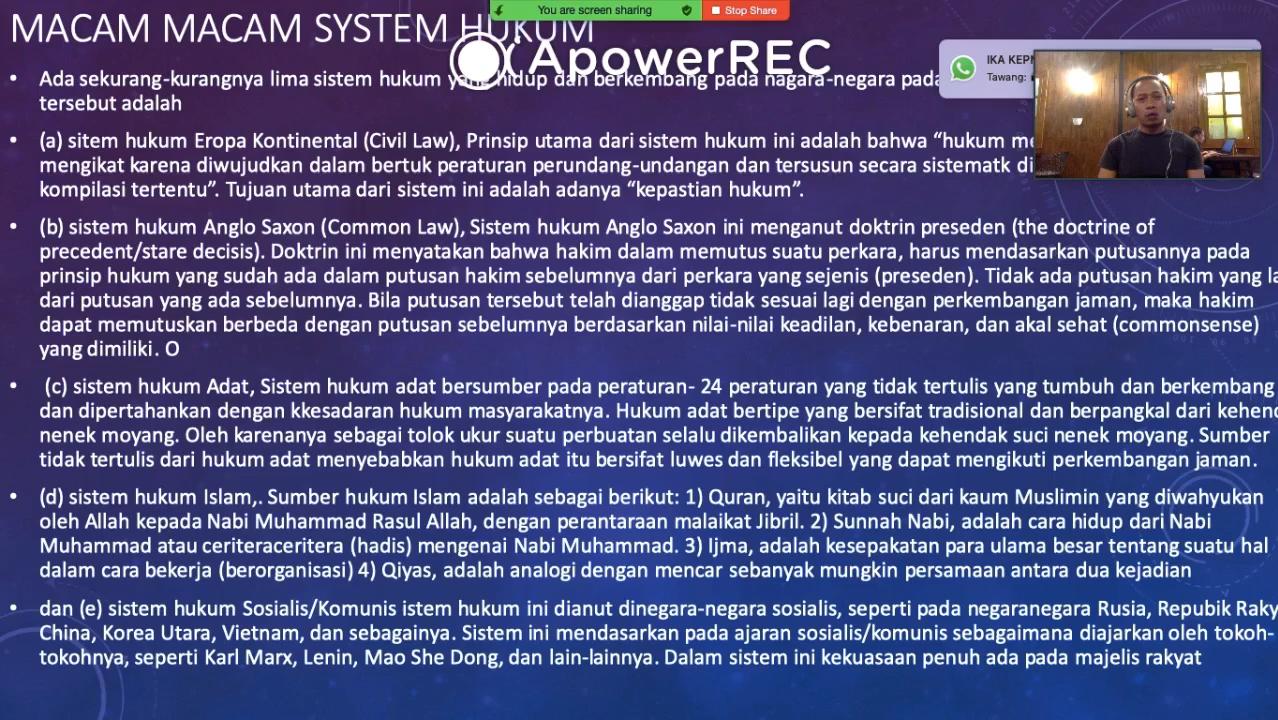 You are screen sharing
Stop Share
MACAM MACAM SYSTEM HUKUM
ApowerREC
IKA
Tawang:
• Ada sekurang-kurangnya lima sistem hukum yang hidup dan berkembang pada nagara-negara pada
tersebut adalah
• (a) sitem hukum Eropa Kontinental (Civil Law), Prinsip utama dari sistem hukum ini adalah bahwa “hukum
mengikat karena diwujudkan dalam bertuk peraturan perundang-undangan dan tersusun secara sistematk
kompilasi tertentu”. Tujuan utama dari sistem ini adalah adanya “kepastian hukum”.
• (b) sistem hukum Anglo Saxon (Common Law), Sistem hukum Anglo Saxon ini menganut doktrin preseden (the doctrine of
precedent/stare decisis). Doktrin ini menyatakan bahwa hakim dalam memutus suatu perkara, harus mendasarkan putusannya pada
prinsip hukum yang sudah ada dalam putusan hakim sebelumnya dari perkara yang sejenis (preseden). Tidak ada putusan hakim yang
dari putusan yang ada sebelumnya. Bila putusan tersebut telah dianggap tidak sesuai lagi dengan perkembangan jaman, maka hakim
dapat memutuskan berbeda dengan putusan sebelumnya berdasarkan nilai-nilai keadilan, kebenaran, dan akal sehat (commonsense)
yang dimiliki. O
• (c) sistem hukum Adat, Sistem hukum adat bersumber pada peraturan- 24 peraturan yang tidak tertulis yang tumbuh dan berkembang
dan dipertahankan dengan kkesadaran hukum masyarakatnya. Hukum adat bertipe yang bersifat tradisional dan berpangkal dari
nenek moyang. Oleh karenanya sebagai tolok ukur suatu perbuatan selalu dikembalikan kepada kehendak suci nenek moyang. Sumber
tidak tertulis dari hukum adat menyebabkan hukum adat itu bersifat luwes dan fleksibel yang dapat mengikuti perkembangan jaman.
• (d) sistem hukum Islam,. Sumber hukum Islam adalah sebagai berikut: 1) Quran, yaitu kitab suci dari kaum Muslimin yang diwahyukan
oleh Allah kepada Nabi Muhammad Rasul Allah, dengan perantaraan malaikat Jibril. 2) Sunnah Nabi, adalah cara hidup dari Nabi
Muhammad atau ceriteraceritera (hadis) mengenai Nabi Muhammad. 3) Ijma, adalah kesepakatan para ulama besar tentang suatu hal
dalam cara bekerja (berorganisasi) 4) Qiyas, adalah analogi dengan mencar sebanyak mungkin persamaan antara dua kejadian
• dan (e) sistem hukum Sosialis/Komunis istem hukum ini dianut dinegara-negara sosialis, seperti pada negaranegara Rusia, Repubik
China, Korea Utara, Vietnam, dan sebagainya. Sistem ini mendasarkan pada ajaran sosialis/komunis sebagaimana diajarkan oleh tokoh-
tokohnya, seperti Karl Marx, Lenin, Mao She Dong, dan lain-lainnya. Dalam sistem ini kekuasaan penuh ada pada majelis rakyat